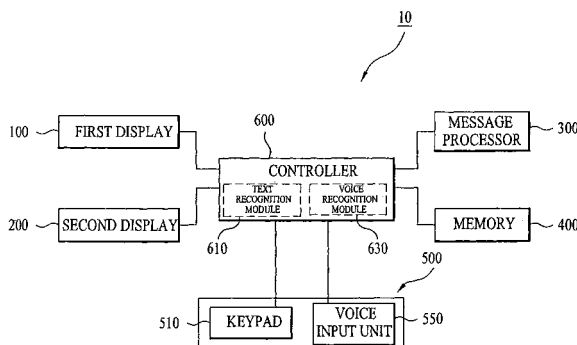 10
100
FIRST DISPLAY
200
SECOND DISPLAY
600
CONTROLLER
TEXT
RECOGNITION
MODULE
VOICE
RECOGNITION
MODULE
610
630
MESSAGE
PROCESSOR
300
MEMORY
400
500
510
KEYPAD
VOICE
INPUT UNIT
550